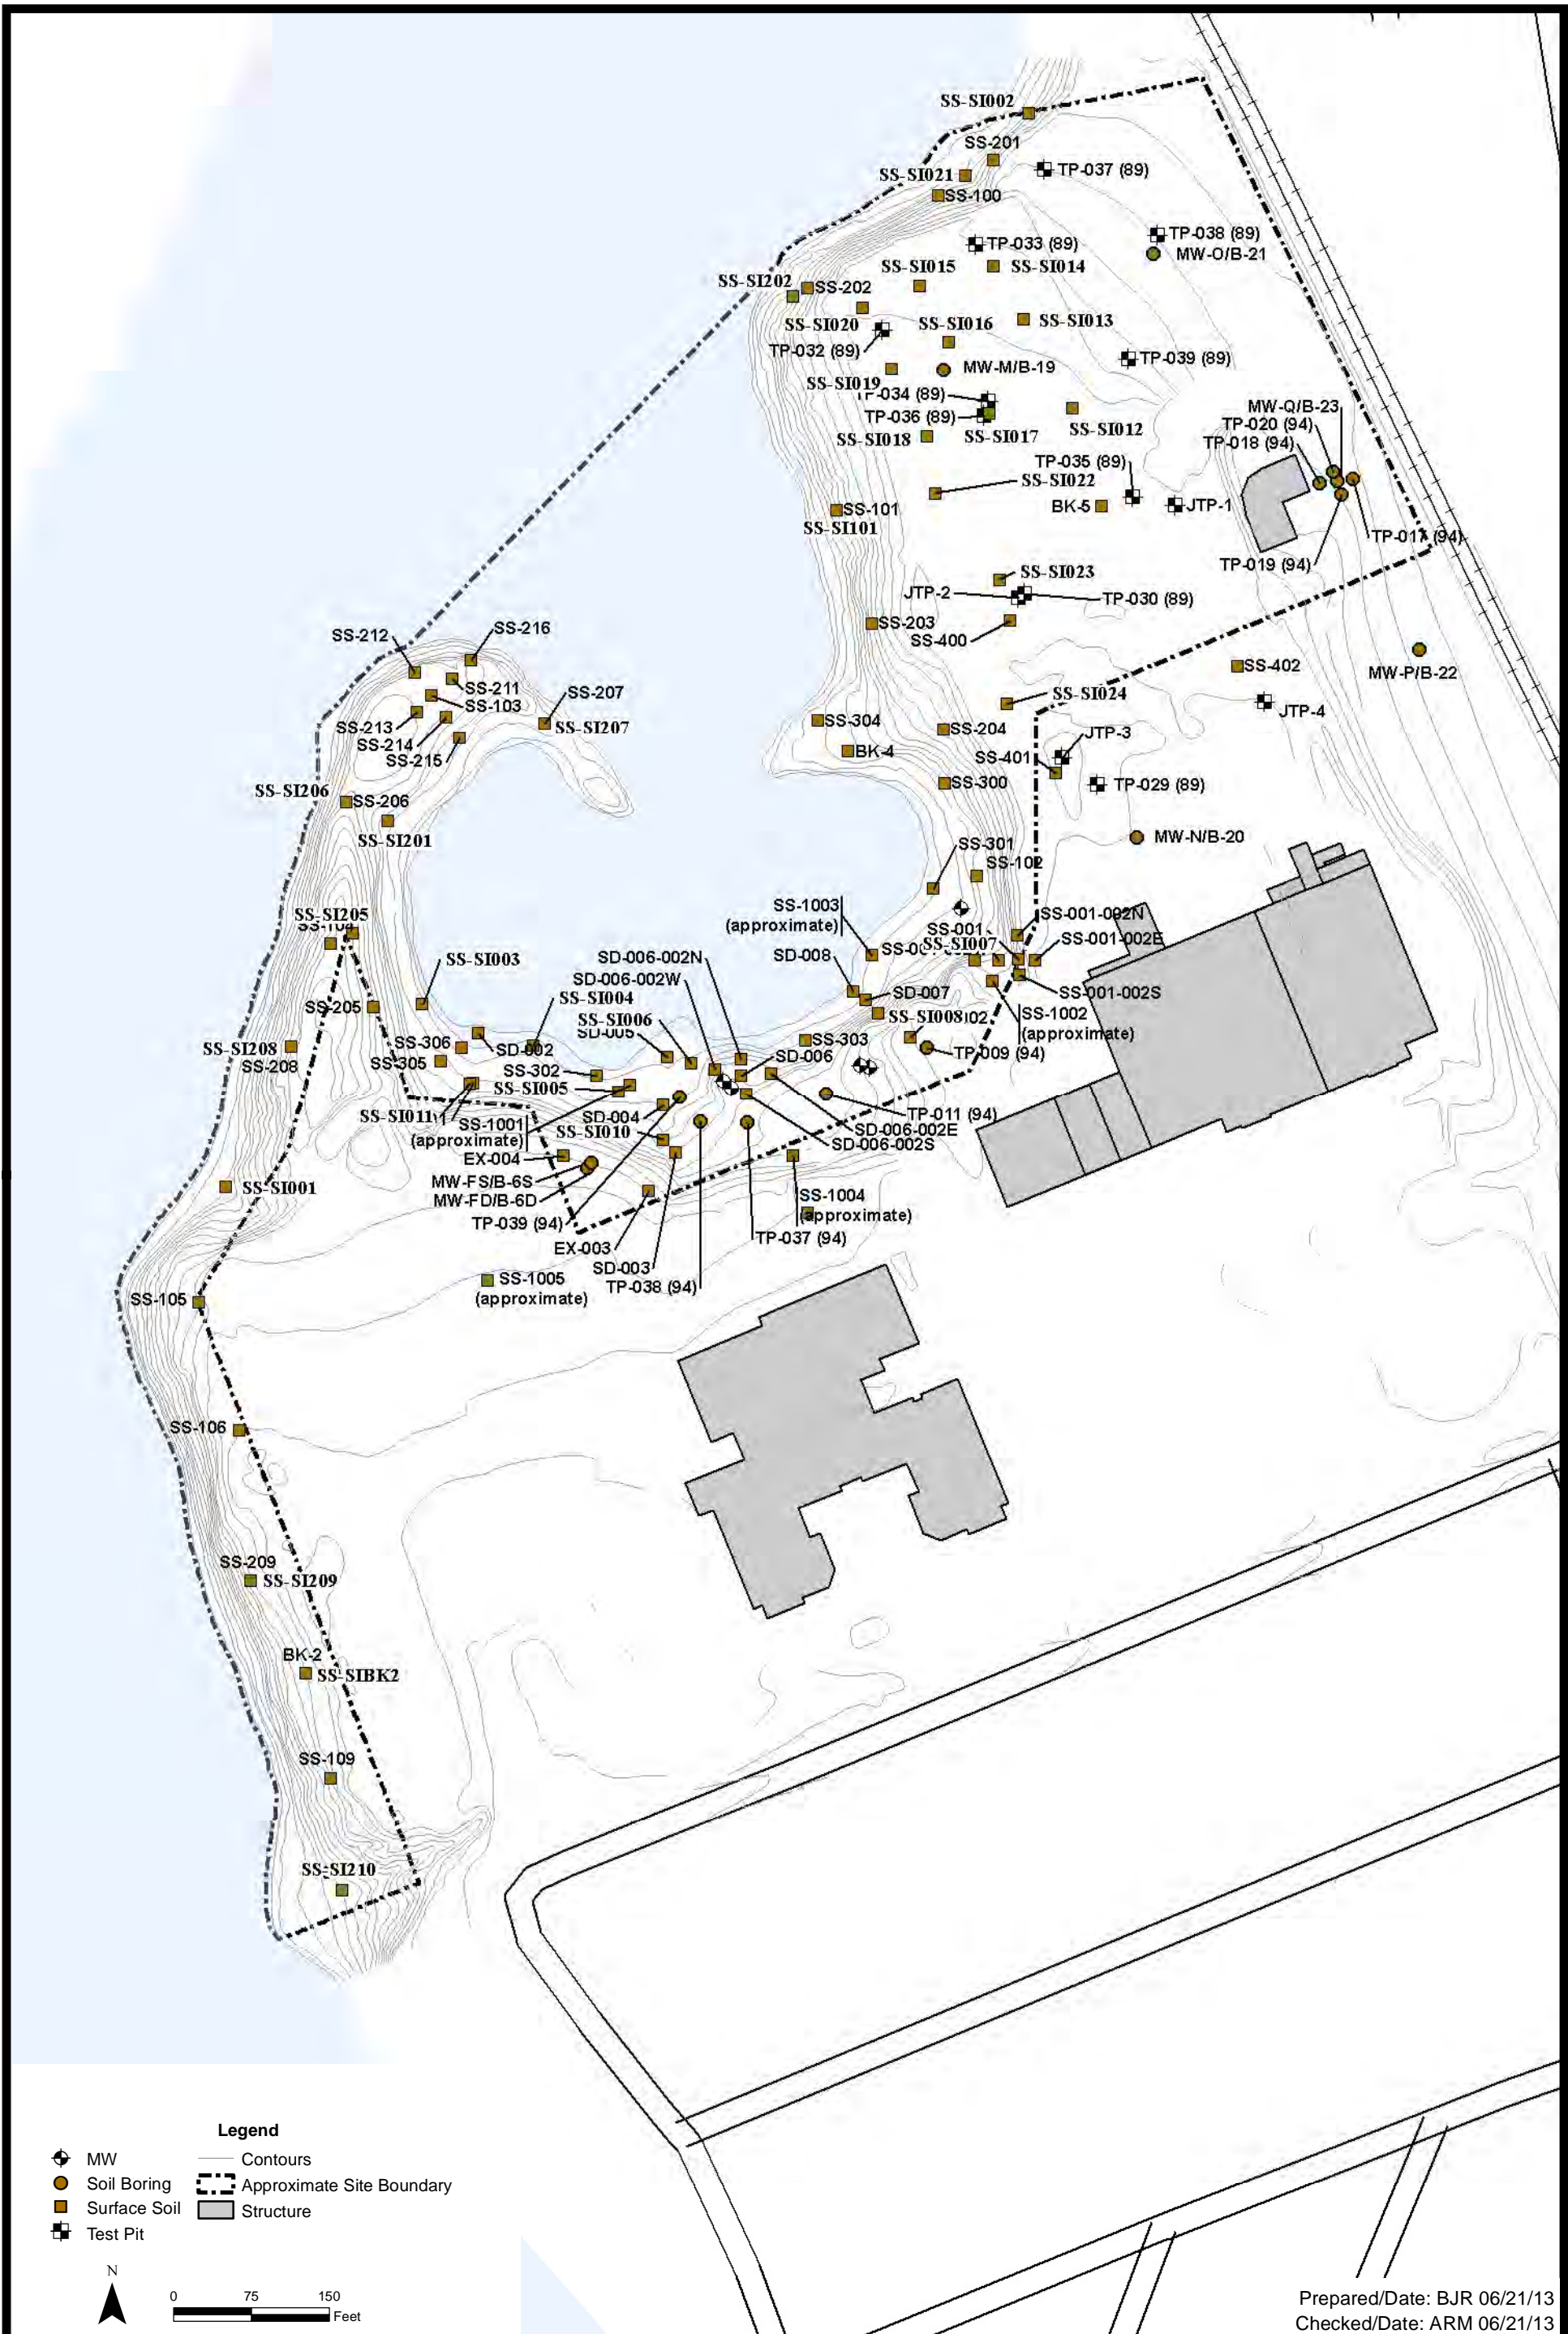 SS-SI002
SS-201
TP-037 (89)
SS-SI021
SS-100
TP-038 (89)
TP-033 (89)
MW-O/B-21
SS-SI015
SS-SI014
SS-SI202
SS-202
SS-SI020
SS-SI016
SS-SI013
TP-032 (89)
TP-039 (89)
MW-M/B-19
SS-SI019
P-034 (89)
MW-Q/B-23
TP-036 (89)
TP-020 (94)
SS-SI018
SS-SI017
SS-SI012
TP-018 (94)
TP-035 (89)
SS-SI022
SS-101
BK-5
JTP-1
SS-SI101
TP-017 (94)
TP-019 (94)
SS-SI023
JTP-2
TP-030 (89)
SS-203
SS-400
SS-216
SS-212
SS-402
MW-P/B-22
SS-211
SS-207
SS-SI024
SS-103
JTP-4
SS-213
SS-SI207
SS-304
SS-204
JTP-3
SS-214
BK-4
SS-401
SS-215
SS-300
TP-029 (89)
SS-SI206
SS-206
SS-SI201
MW-N/B-20
SS-301
SS-102
SS-1003
(approximate)
SS-SI205
SS-104
SS-001-002N
SS-001
SS-SI007
SS-001-002E
SS-SI003
SD-006-002N
SD-008
SD-006-002W
SS-SI004
SD-007
SS-001-002S
SS-205
SS-SI006
SS-SI008
SS-1002
(approximate)
SD-005
SS-306
SD-002
SS-303
SS-SI208
SS-208
SS-305
TP-009 (94)
SD-006
SS-302
SS-SI005
SS-SI011
SS-1001
(approximate)
SD-004
TP-011 (94)
SS-SI010
SD-006-002E
SD-006-002S
EX-004
SS-SI001
MW-FS/B-6S
MW-FD/B-6D
SS-1004
(approximate)
TP-039 (94)
TP-037 (94)
EX-003
SD-003
SS-1005
(approximate)
TP-038 (94)
SS-105
SS-106
SS-209
SS-SI209
BK-2
SS-SIBK2
SS-109
SS-SI210
Legend
MW
Contours
Soil Boring
Approximate Site Boundary
Surface Soil
Structure
Test Pit
N
0 75 150
Feet
Prepared/Date: BJR 06/21/13
Checked/Date: ARM 06/21/13